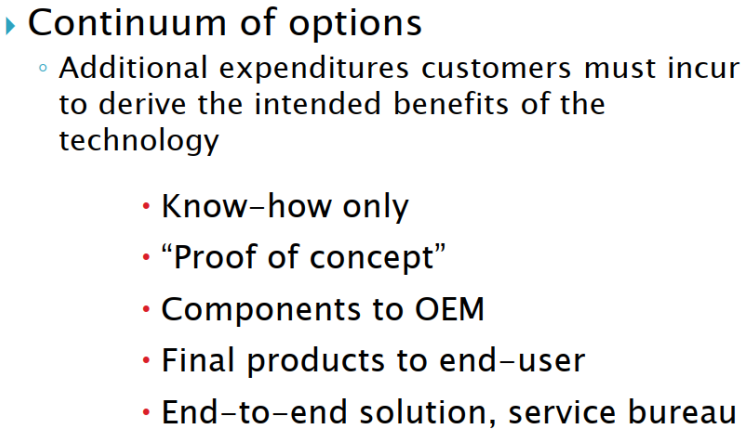 Continuum of options
Additional expenditures customers must incur
to derive the intended benefits of the
technology
Know-how only
“Proof of concept”
Components to OEM
Final products to end-user
End-to-end solution, service bureau